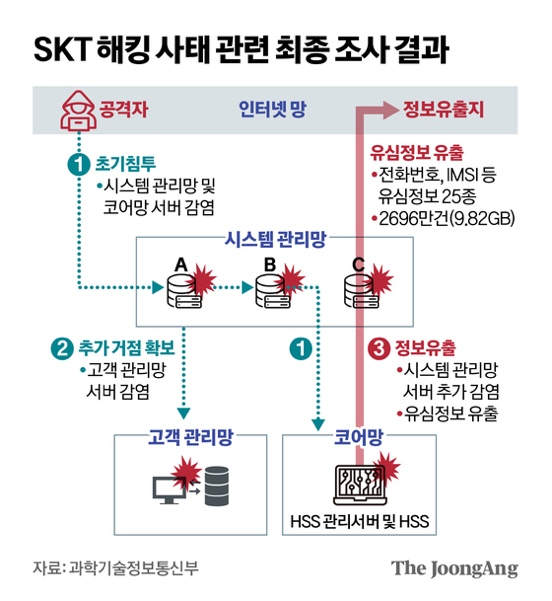 SKT 해킹 사태 관련 최종 조사 결과
공격자
인터넷 망
정보유출지
1 초기침투
•시스템 관리망 및
코어망 서버 감염
유심정보 유출
•전화번호, IMSI 등
유심정보 25종
•2696만건(9.82GB)
시스템 관리망
A
B
C
2 추가 거점 확보
•고객 관리망
서버 감염
1
3 정보유출
•시스템 관리망
서버 추가 감염
•유심정보 유출
고객 관리망
코어망
HSS 관리서버 및 HSS
자료: 과학기술정보통신부
The JoongAng